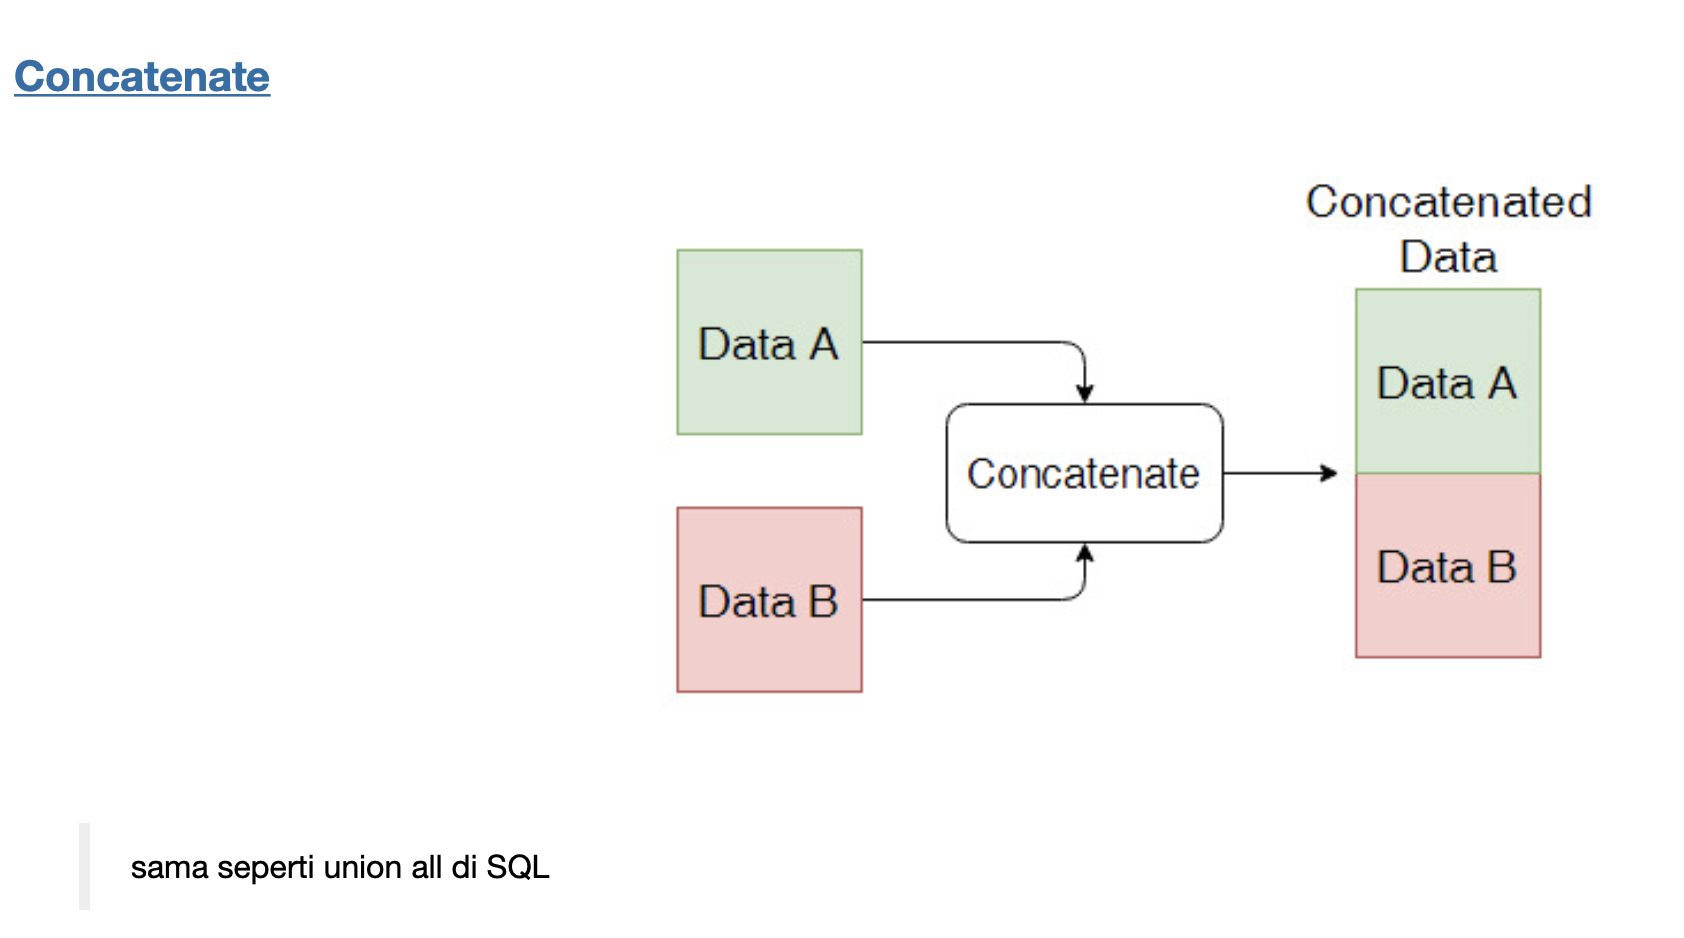 Concatenate
Concatenated
Data
Data A
Data A
Concatenate
Data B
Data B
sama seperti union all di SQL